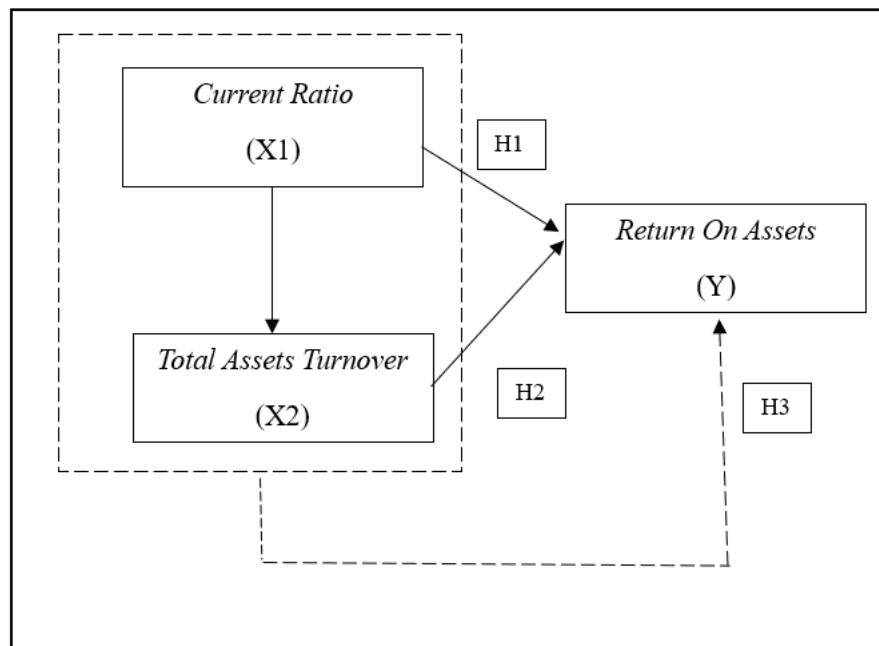 Current Ratio
(X1)
H1
Return On Assets
(Y)
Total Assets Turnover
(X2)
H2
H3